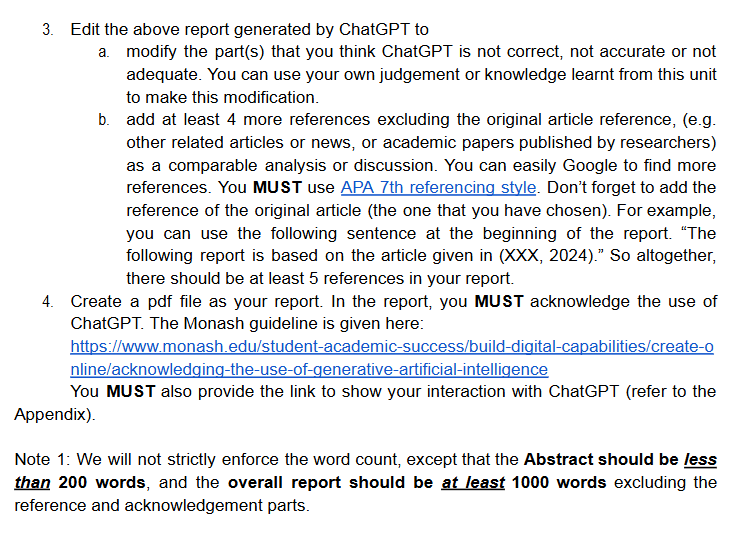 3. Edit the above report generated by ChatGPT to
a. modify the part(s) that you think ChatGPT is not correct, not accurate or not
adequate. You can use your own judgement or knowledge learnt from this unit
to make this modification.
b. add at least 4 more references excluding the original article reference, (e.g.
other related articles or news, or academic papers published by researchers)
as a comparable analysis or discussion. You can easily Google to find more
references. You MUST use APA 7th referencing style. Don’t forget to add the
reference of the original article (the one that you have chosen). For example,
you can use the following sentence at the beginning of the report. “The
following report is based on the article given in (XXX, 2024).” So altogether,
there should be at least 5 references in your report.
4. Create a pdf file as your report. In the report, you MUST acknowledge the use of
ChatGPT. The Monash guideline is given here:
https://www.monash.edu/student-academic-success/build-digital-capabilities/create-o
nline/acknowledging-the-use-of-generative-artificial-intelligence
You MUST also provide the link to show your interaction with ChatGPT (refer to the
Appendix).
Note 1: We will not strictly enforce the word count, except that the Abstract should be less
than 200 words, and the overall report should be at least 1000 words excluding the
reference and acknowledgement parts.